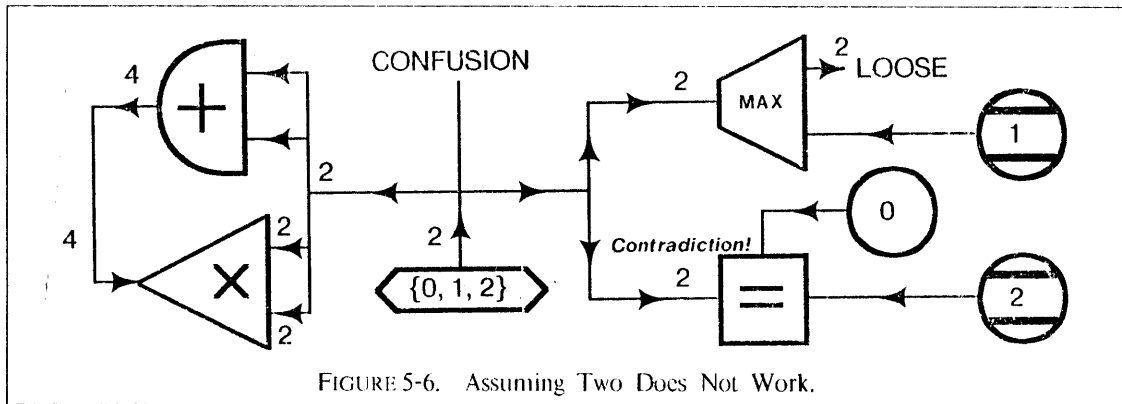 CONFUSION
4
+
2
MAX
2
LOOSE
1
2
0
4
2
×
2
2
{0, 1, 2}
Contradiction!
2
=
2
FIGURE 5-6. Assuming Two Does Not Work.